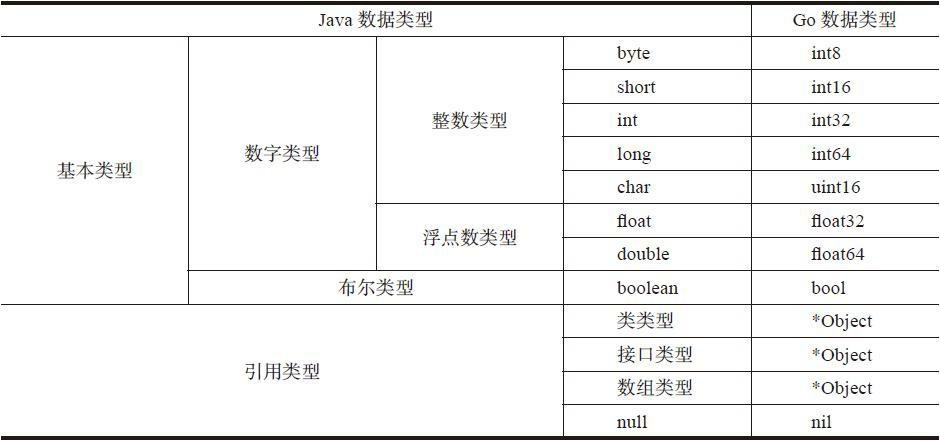 Java 数据类型 Go 数据类型
基本类型 数字类型 整数类型 byte int8
short int16
int int32
long int64
char uint16
浮点数类型 float float32
double float64
布尔类型 boolean bool
引用类型 类类型 *Object
接口类型 *Object
数组类型 *Object
null nil